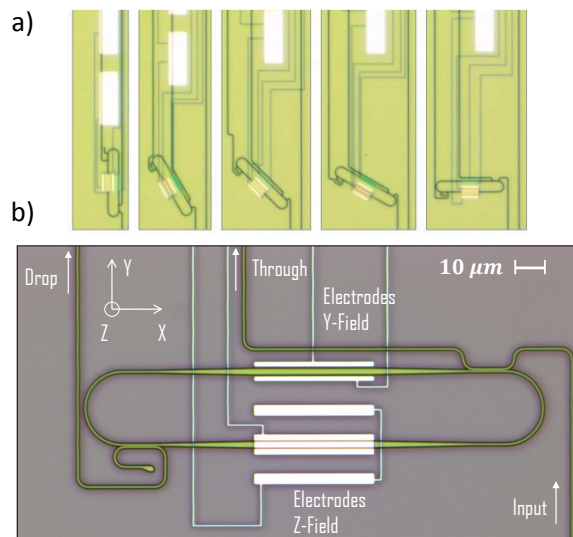 a)
b)
Drop
Y
Z
X
Through
Electrodes
Y-Field
10 μm
Electrodes
Z-Field
Input